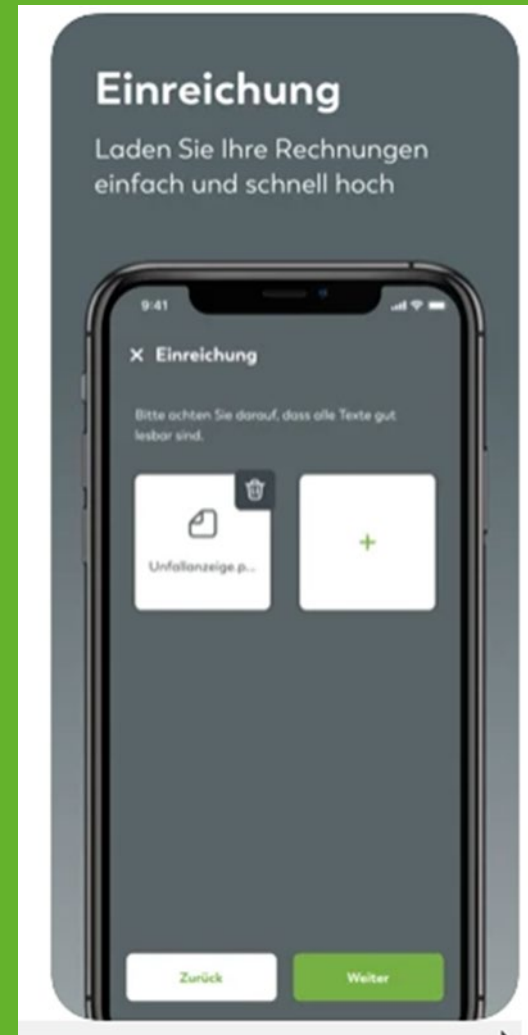 Einreichung
Laden Sie Ihre Rechnungen
einfach und schnell hoch
9:41
× Einreichung
Bitte achten Sie darauf, dass alle Texte gut
lesbar sind.
Unfallanzeige.p...
+
Zurück
Weiter